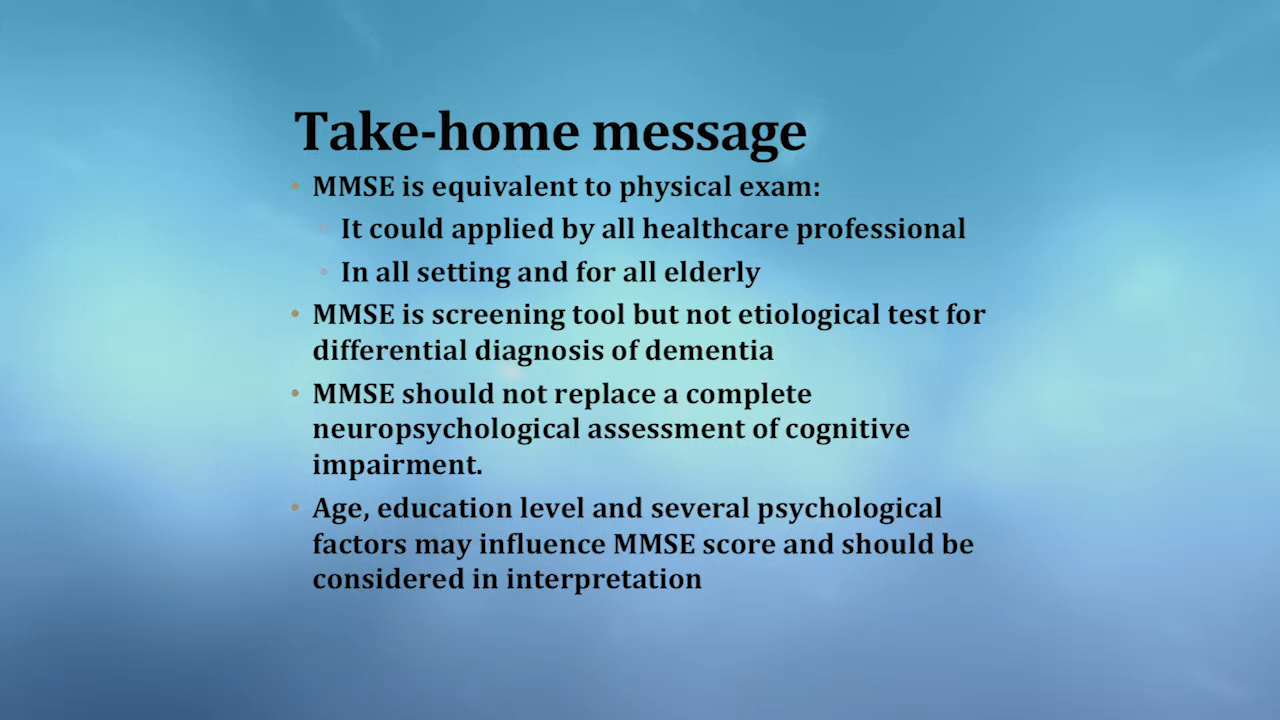 Take-home message
• MMSE is equivalent to physical exam:
• It could applied by all healthcare professional
• In all setting and for all elderly
• MMSE is screening tool but not etiological test for
differential diagnosis of dementia
• MMSE should not replace a complete
neuropsychological assessment of cognitive
impairment.
• Age, education level and several psychological
factors may influence MMSE score and should be
considered in interpretation